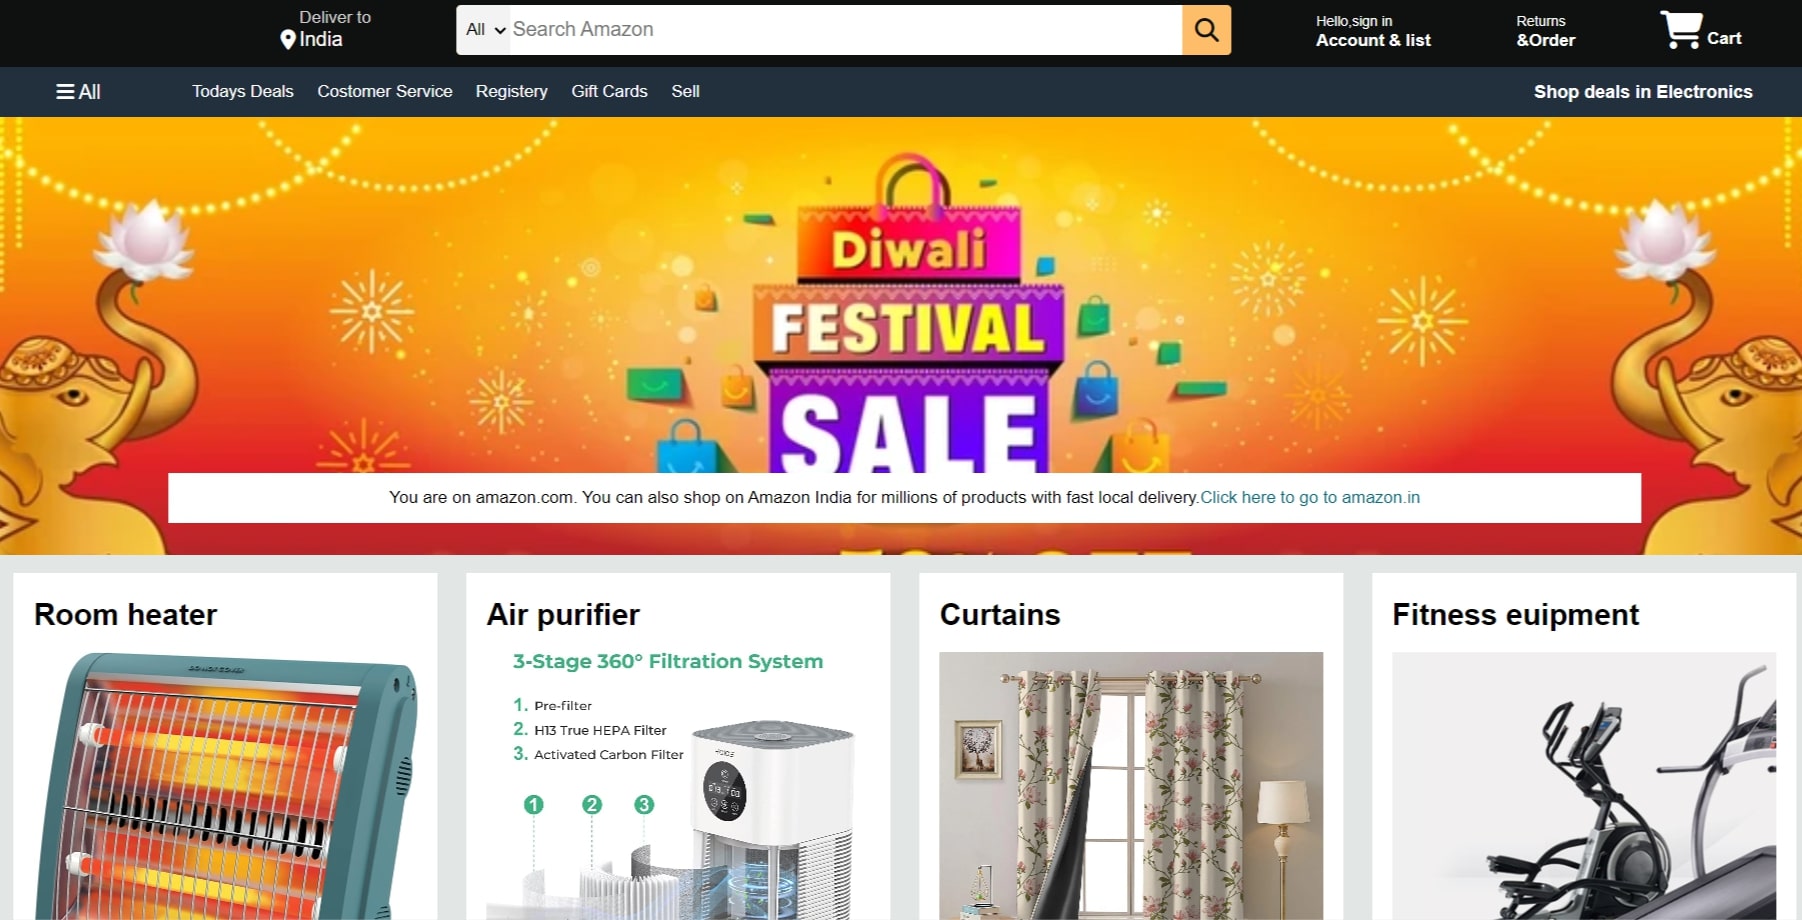 Deliver to
India
All
Search Amazon
Hello,sign in
Account & list
Returns
&Order
Cart
All
Todays Deals
Costomer Service
Registery
Gift Cards
Sell
Shop deals in Electronics
Diwali
FESTIVAL
SALE
You are on amazon.com. You can also shop on Amazon India for millions of products with fast local delivery.Click here to go to amazon.in
Room heater
DO NOT COVER
Air purifier
3-Stage 360° Filtration System
1. Pre-filter
2. H13 True HEPA Filter
3. Activated Carbon Filter
1 2 3
Curtains
Fitness euipment